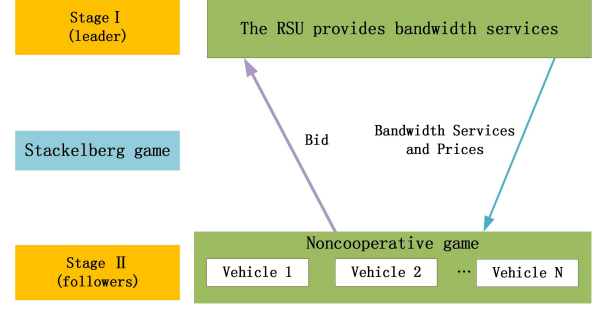 Stage Ⅰ
(leader)
The RSU provides bandwidth services
Stackelberg game
Bid
Bandwidth Services
and Prices
Stage Ⅱ
(followers)
Noncooperative game
Vehicle 1
Vehicle 2
…
Vehicle N